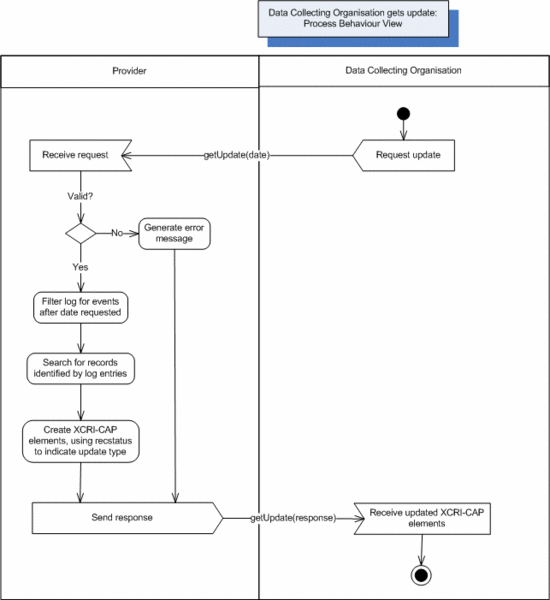 Data Collecting Organisation gets update:
Process Behaviour View
Provider
Data Collecting Organisation
Receive request
getUpdate(date)
Request update
Valid?
No
Generate error
message
Yes
Filter log for events
after date requested
Search for records
identified by log entries
Create XCRI-CAP
elements, using recstatus
to indicate update type
Send response
getUpdate(response)
Receive updated XCRI-CAP
elements